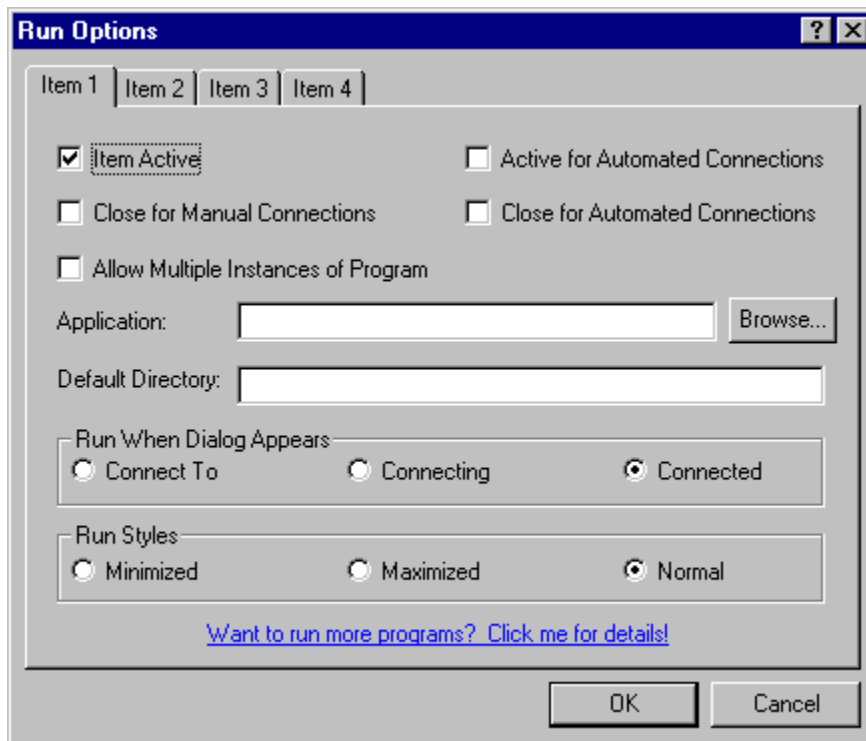 Run Options
Item 1 Item 2 Item 3 Item 4
Item Active Active for Automated Connections
Close for Manual Connections Close for Automated Connections
Allow Multiple Instances of Program
Application: Browse...
Default Directory:
Run When Dialog Appears
Connect To Connecting Connected
Run Styles
Minimized Maximized Normal
Want to run more programs? Click me for details!
OK Cancel